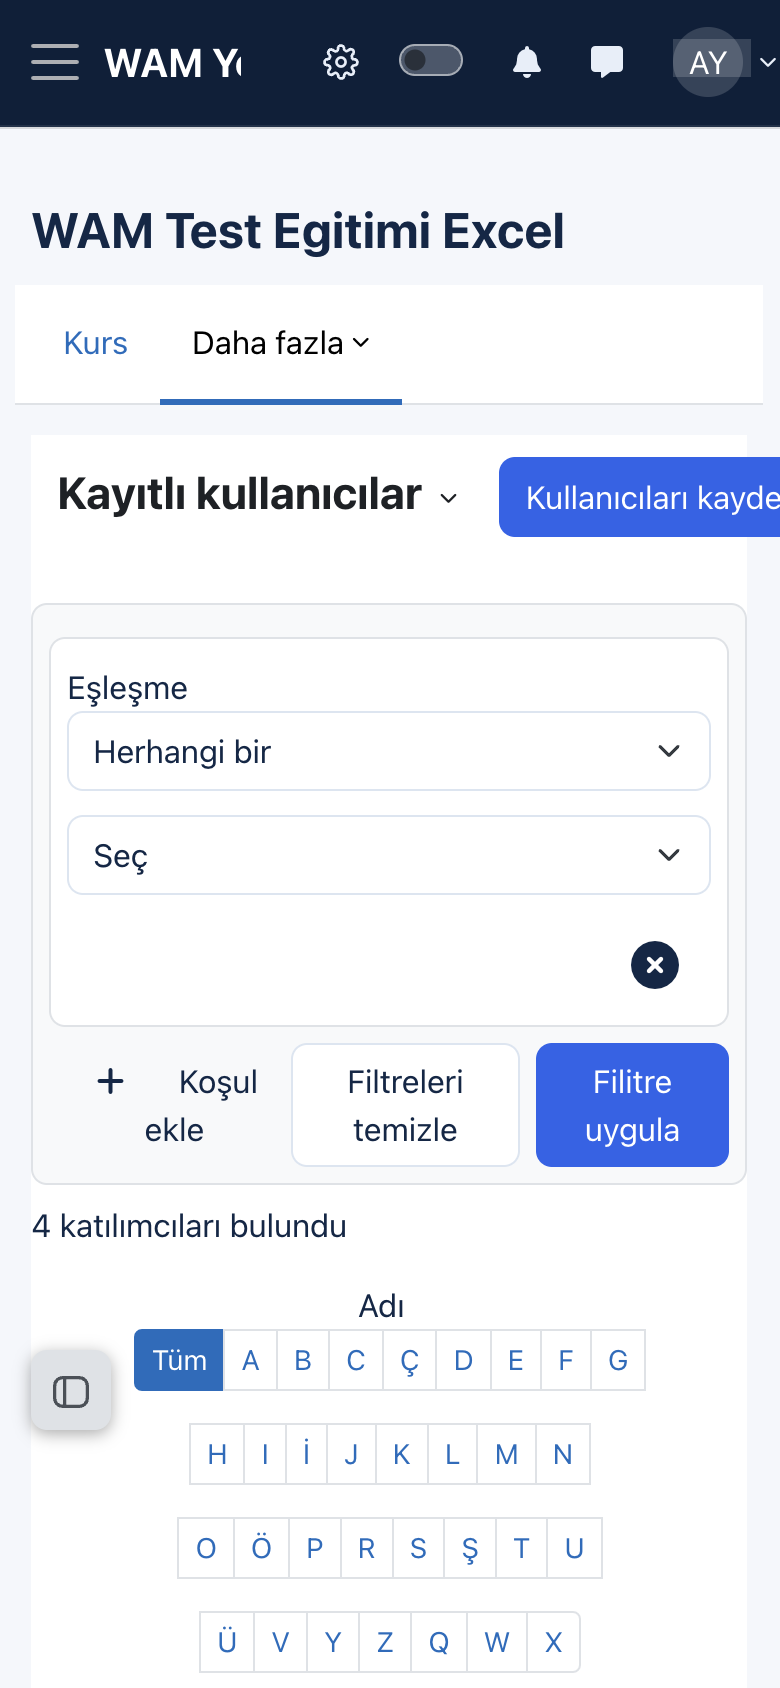 WAM Y
AY
WAM Test Egitimi Excel
Kurs Daha fazla
Kayıtlı kullanıcılar Kullanıcıları kayde
Eşleşme
Herhangi bir
Seç
Koşul ekle
Filtreleri temizle
Filitre uygula
4 katılımcıları bulundu
Adı
Tüm A B C Ç D E F G
H I İ J K L M N
O Ö P R S Ş T U
Ü V Y Z Q W X